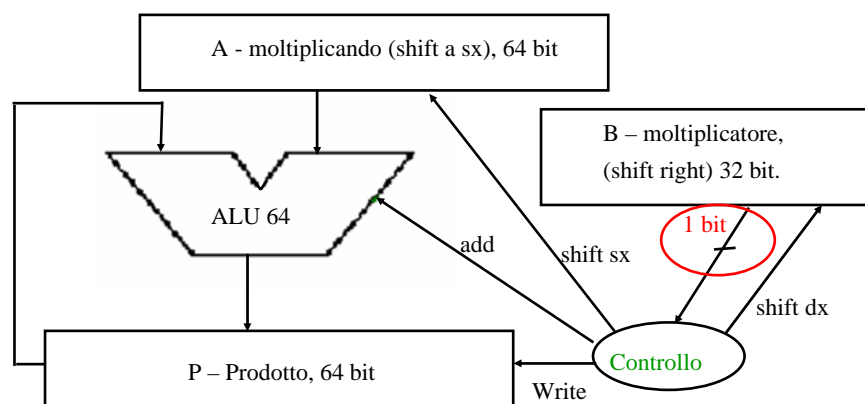 A - moltiplicando (shift a sx), 64 bit
B – moltiplicatore,
(shift right) 32 bit.
ALU 64
1 bit
add
shift sx
shift dx
P – Prodotto, 64 bit
Controllo
Write